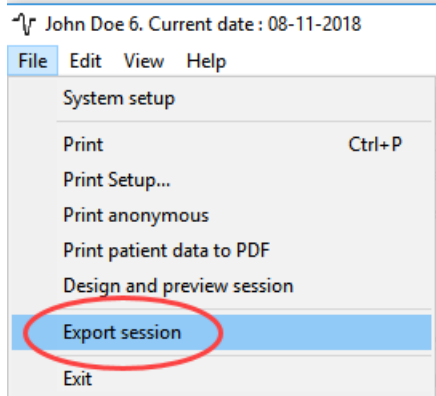 John Doe 6. Current date : 08-11-2018
File Edit View Help
System setup
Print Ctrl+P
Print Setup...
Print anonymous
Print patient data to PDF
Design and preview session
Export session
Exit